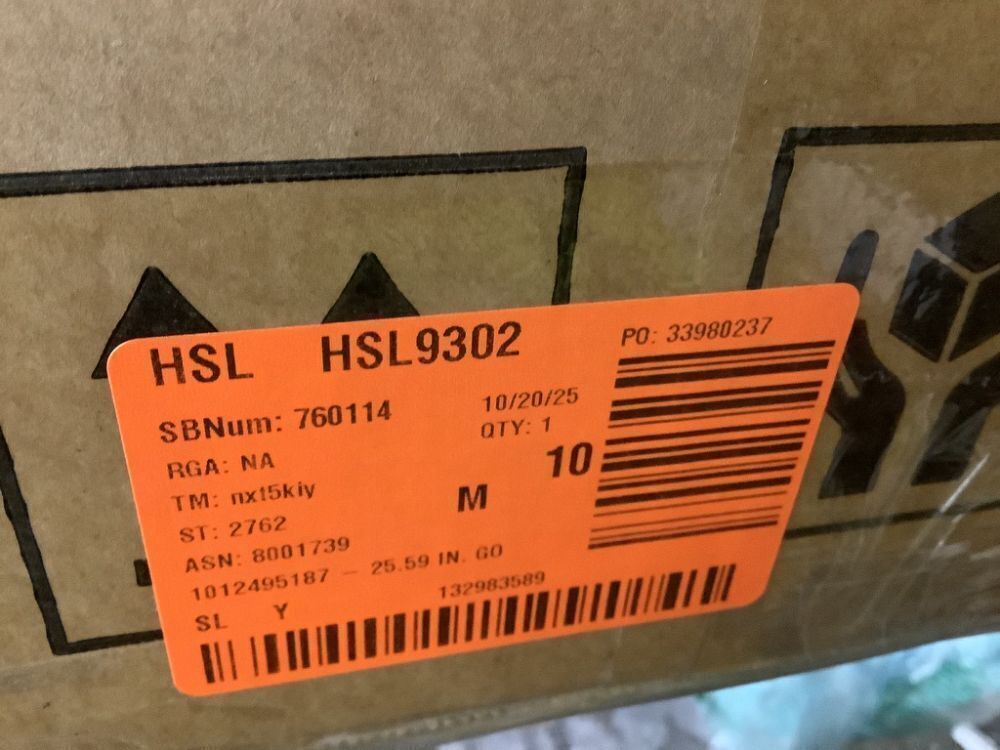 HSL HSL9302
PO: 33980237
SBNum: 760114
10/20/25
QTY: 1
RGA: NA
10
TM: nxt5kiy
M
ST: 2762
ASN: 8001739
1012495187 – 25.59 IN. GO
SL Y
132983589